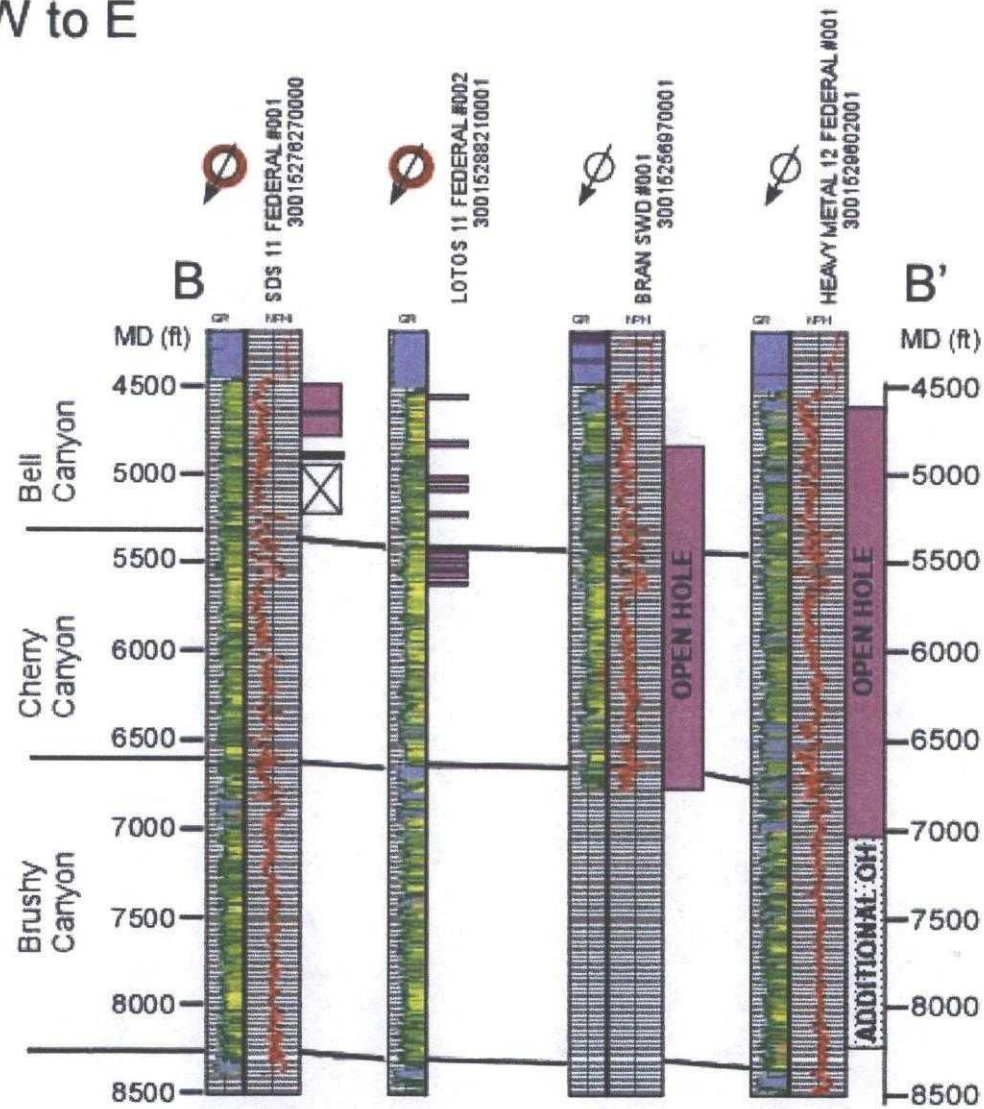 W to E
SDS 11 FEDERAL #001
30015276270000
LOTOS 11 FEDERAL #002
30015288210001
BRAN SWD #001
30015256970001
HEAVY METAL 12 FEDERAL #001
30015298602001
B
B'
GR
NPHI
GR
GR
NPHI
GR
NPHI
MD (ft)
MD (ft)
4500
5000
5500
6000
6500
7000
7500
8000
8500
Bell
Canyon
Cherry
Canyon
Brushy
Canyon
OPEN HOLE
OPEN HOLE
ADDITIONAL OH
4500
5000
5500
6000
6500
7000
7500
8000
8500